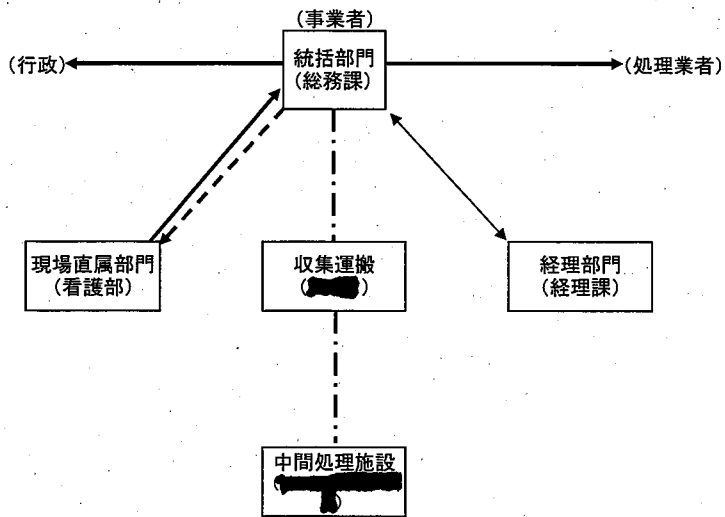 (事業者)
(行政)
統括部門
(総務課)
(処理業者)
現場直属部門
(看護部)
収集運搬
(
)
経理部門
(経理課)
中間処理施設